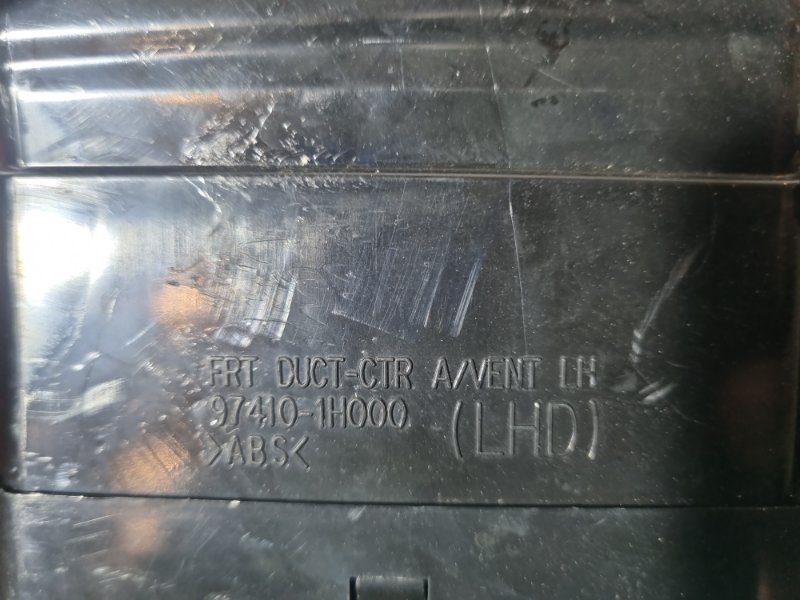 FRT DUCT-CTR A/VENT LH
97410-1H000 (LHD)
>ABS<